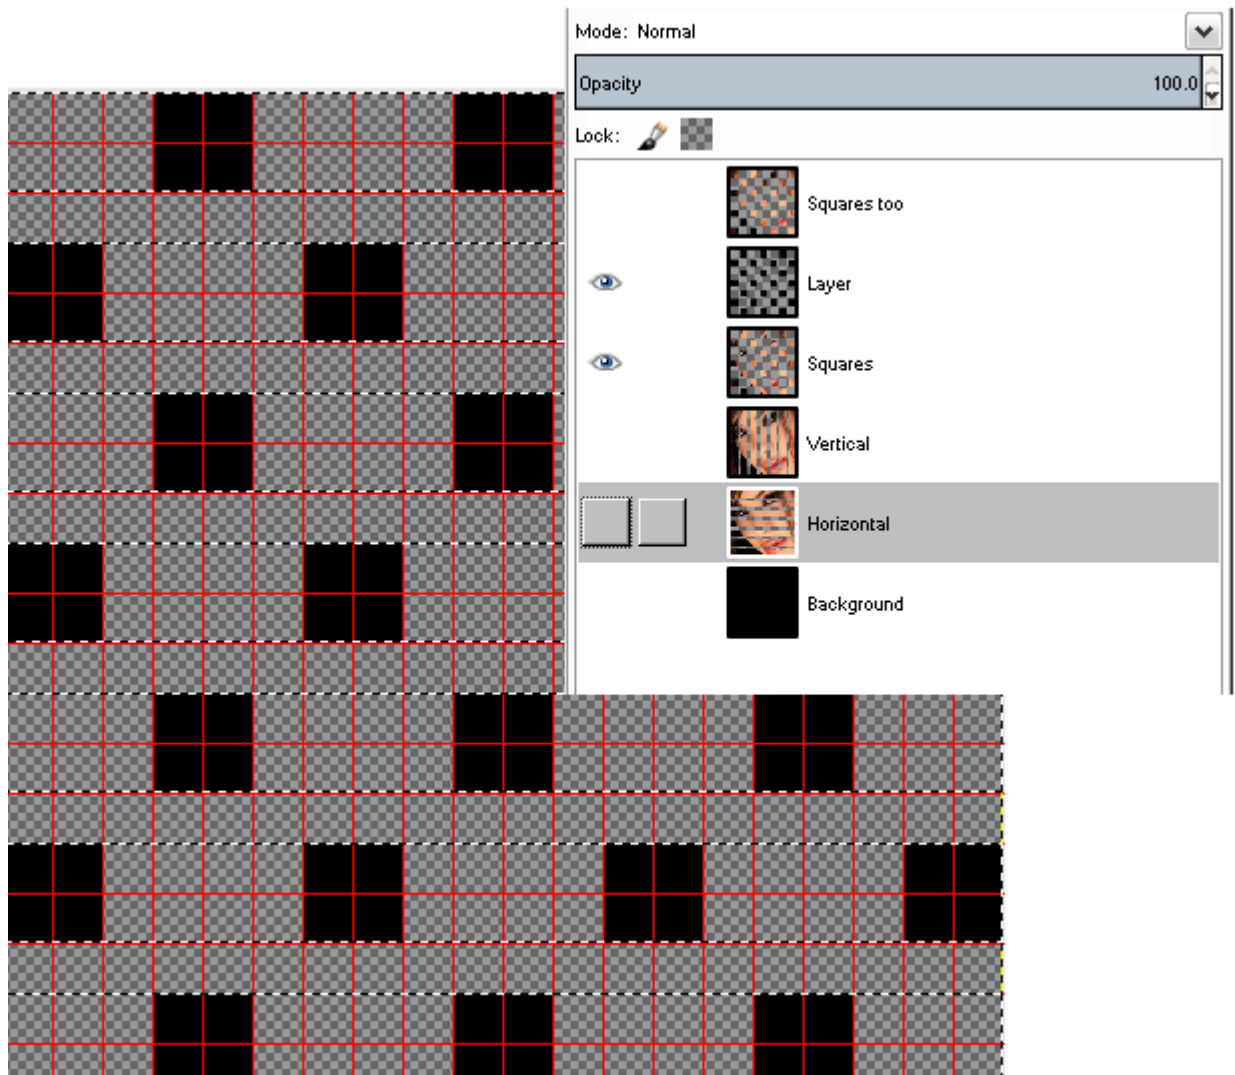 Mode: Normal
Opacity 100.0
Lock:
Squares too
Layer
Squares
Vertical
Horizontal
Background